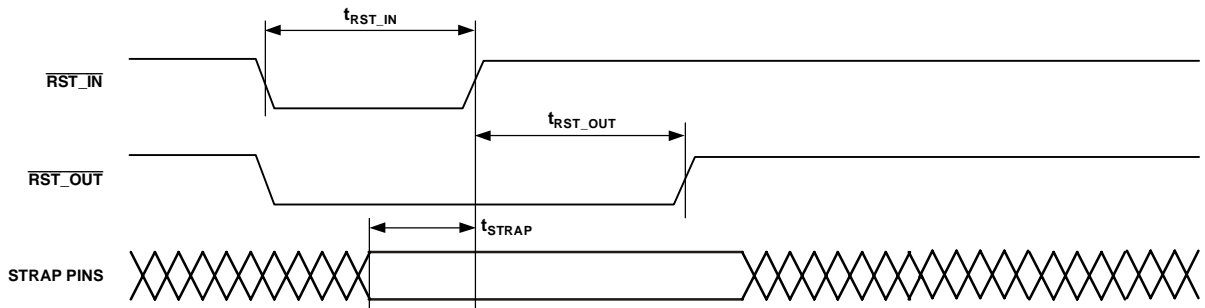 tRST_IN
RST_IN
tRST_OUT
RST_OUT
tSTRAP
STRAP PINS